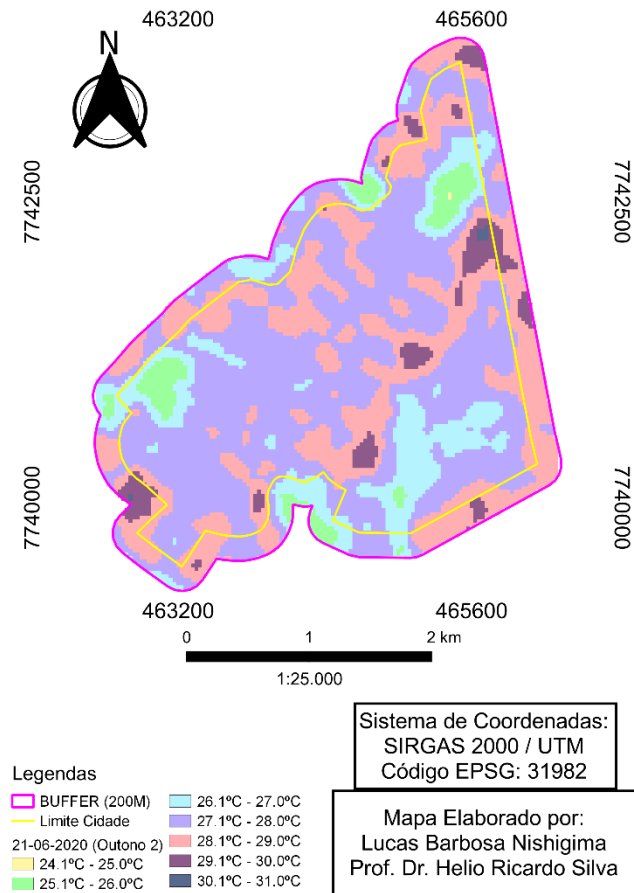 463200 465600
N
7742500 7742500
7740000 7740000
463200 465600
0 1 2 km
1:25.000
Sistema de Coordenadas:
SIRGAS 2000 / UTM
Código EPSG: 31982
Legendas
BUFFER (200M)
Limite Cidade
21-06-2020 (Outono 2)
24.1ºC - 25.0ºC
25.1ºC - 26.0ºC
26.1ºC - 27.0ºC
27.1ºC - 28.0ºC
28.1ºC - 29.0ºC
29.1ºC - 30.0ºC
30.1ºC - 31.0ºC
Mapa Elaborado por:
Lucas Barbosa Nishigima
Prof. Dr. Helio Ricardo Silva